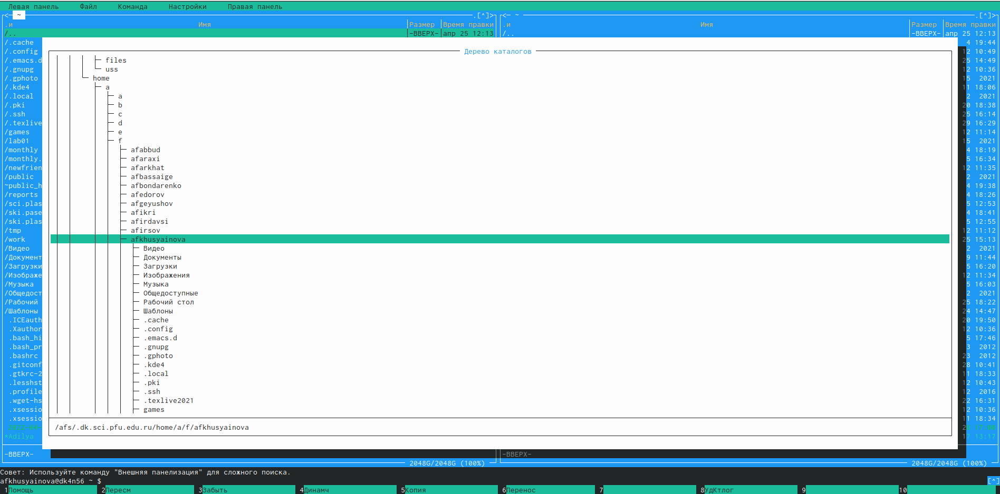 Левая панель Файл Команда Настройки Правая панель
<─ ~ .[^]> <─ ~ .[^]>
.и Имя Размер Время правки .и Имя Размер Время правки
/.. -ВВЕРХ- апр 25 12:13 /.. -ВВЕРХ- апр 25 12:13
/.cache 4 19:44
/.config Дерево каталогов 12 10:49
/.emacs.d files 25 14:49
/.gnupg uss 12 10:36
/.gphoto home 15 2021
/.kde4 a 11 18:06
/.local a 2 2021
/.pki b 20 18:38
/.ssh c 25 16:14
/.texlive d 29 16:29
/games e 12 11:14
/lab01 f 15 2021
/monthly afabbud 4 18:19
/monthly. afaraxi 5 16:34
/newfrien afarkhat 12 11:35
/public afbassaige 2 2021
~public_h afbondarenko 4 19:38
/reports afedorov 4 18:26
/sci.plas afgeyushov 5 12:53
/ski.pase afikri 4 18:41
/ski.plas afirdavsi 5 12:55
/tmp afirsov 12 11:12
/work afkhusyainova 25 15:13
/Видео Видео 2 2021
/Документ Документы 9 11:44
/Загрузки Загрузки 5 16:20
/Изображе Изображения 12 11:34
/Музыка Музыка 5 16:03
/Общедост Общедоступные 2 2021
/Рабочий Рабочий стол 25 18:22
/Шаблоны Шаблоны 24 14:47
.ICEauth .cache 20 19:50
.Xauthor .config 12 10:36
.bash_hi .emacs.d 5 17:46
.bash_pr .gnupg 3 2012
.bashrc .gphoto 23 2012
.gitconf .kde4 28 10:41
.gtkrc-2 .local 11 18:33
.lesshst .pki 12 10:43
.profile .ssh 12 2016
.wget-hs .texlive2021 22 16:31
.xsessio games 12 10:36
.xsessio 11 18:34
/afs/.dk.sci.pfu.edu.ru/home/a/f/afkhusyainova
*Adilya 17 13:17
-ВВЕРХ- -ВВЕРХ-
2048G/2048G (100%) 2048G/2048G (100%)
Совет: Используйте команду "Внешняя панелизация" для сложного поиска.
afkhusyainova@dk4n56 ~ $ [^]
1Помощь 2Пересм 3Забыть 4Динамч 5Копия 6Перенос 7 8УдКтлог 9 10